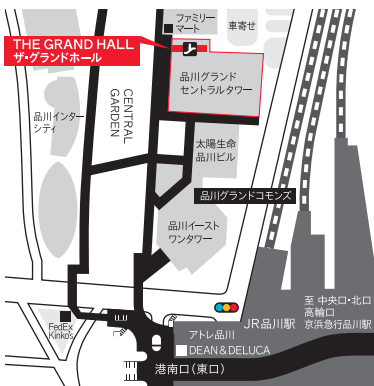 ファミリー
マート
車寄せ
THE GRAND HALL
ザ・グランドホール
品川グランド
セントラルタワー
CENTRAL
GARDEN
品川インター
シティ
太陽生命
品川ビル
品川グランドコモンズ
品川イースト
ワンタワー
至 中央口・北口
高輪口
京浜急行品川駅
FedEx
Kinko's
JR品川駅
アトレ品川
DEAN&DELUCA
港南口(東口)